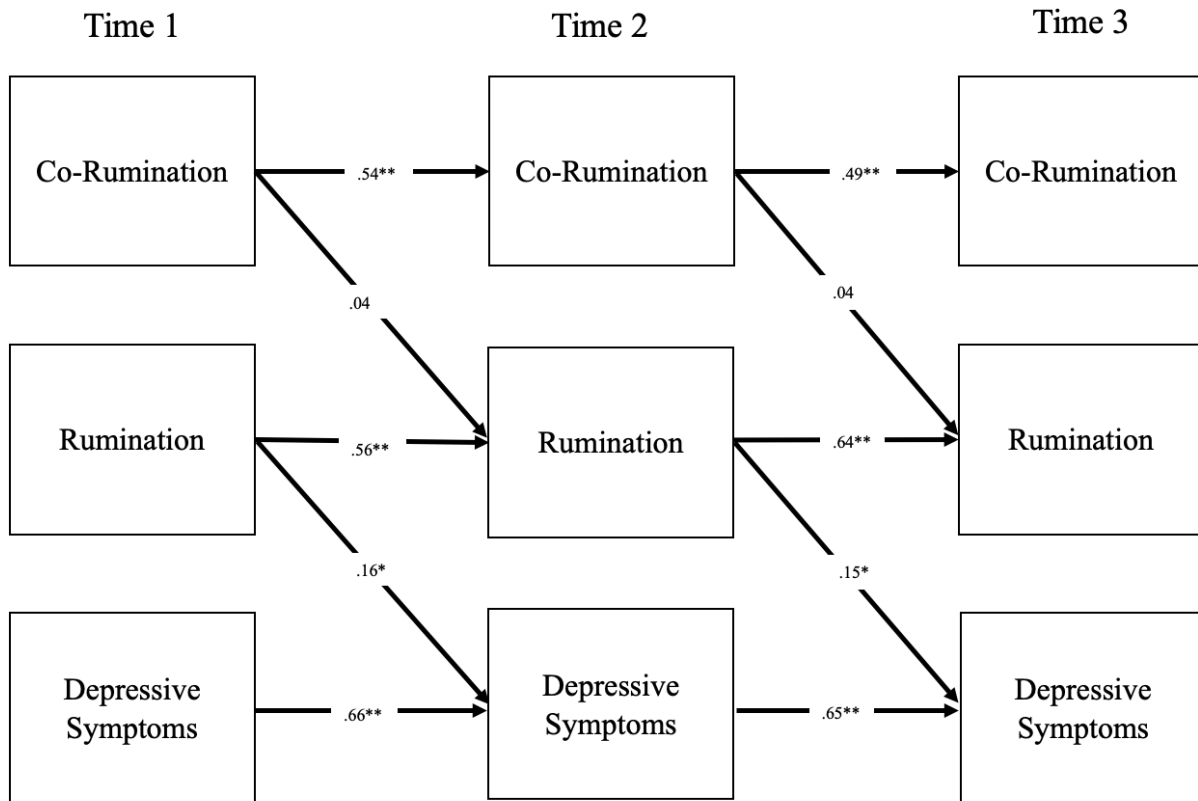 Time 1
Time 2
Time 3
Co-Rumination
.54**
Co-Rumination
.49**
Co-Rumination
.04
.04
Rumination
.56**
Rumination
.64**
Rumination
.16*
.15*
Depressive
Symptoms
.66**
Depressive
Symptoms
.65**
Depressive
Symptoms